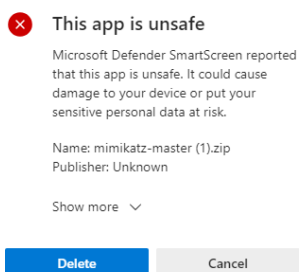 This app is unsafe
Microsoft Defender SmartScreen reported
that this app is unsafe. It could cause
damage to your device or put your
sensitive personal data at risk.
Name: mimikatz-master (1).zip
Publisher: Unknown
Show more
Delete
Cancel